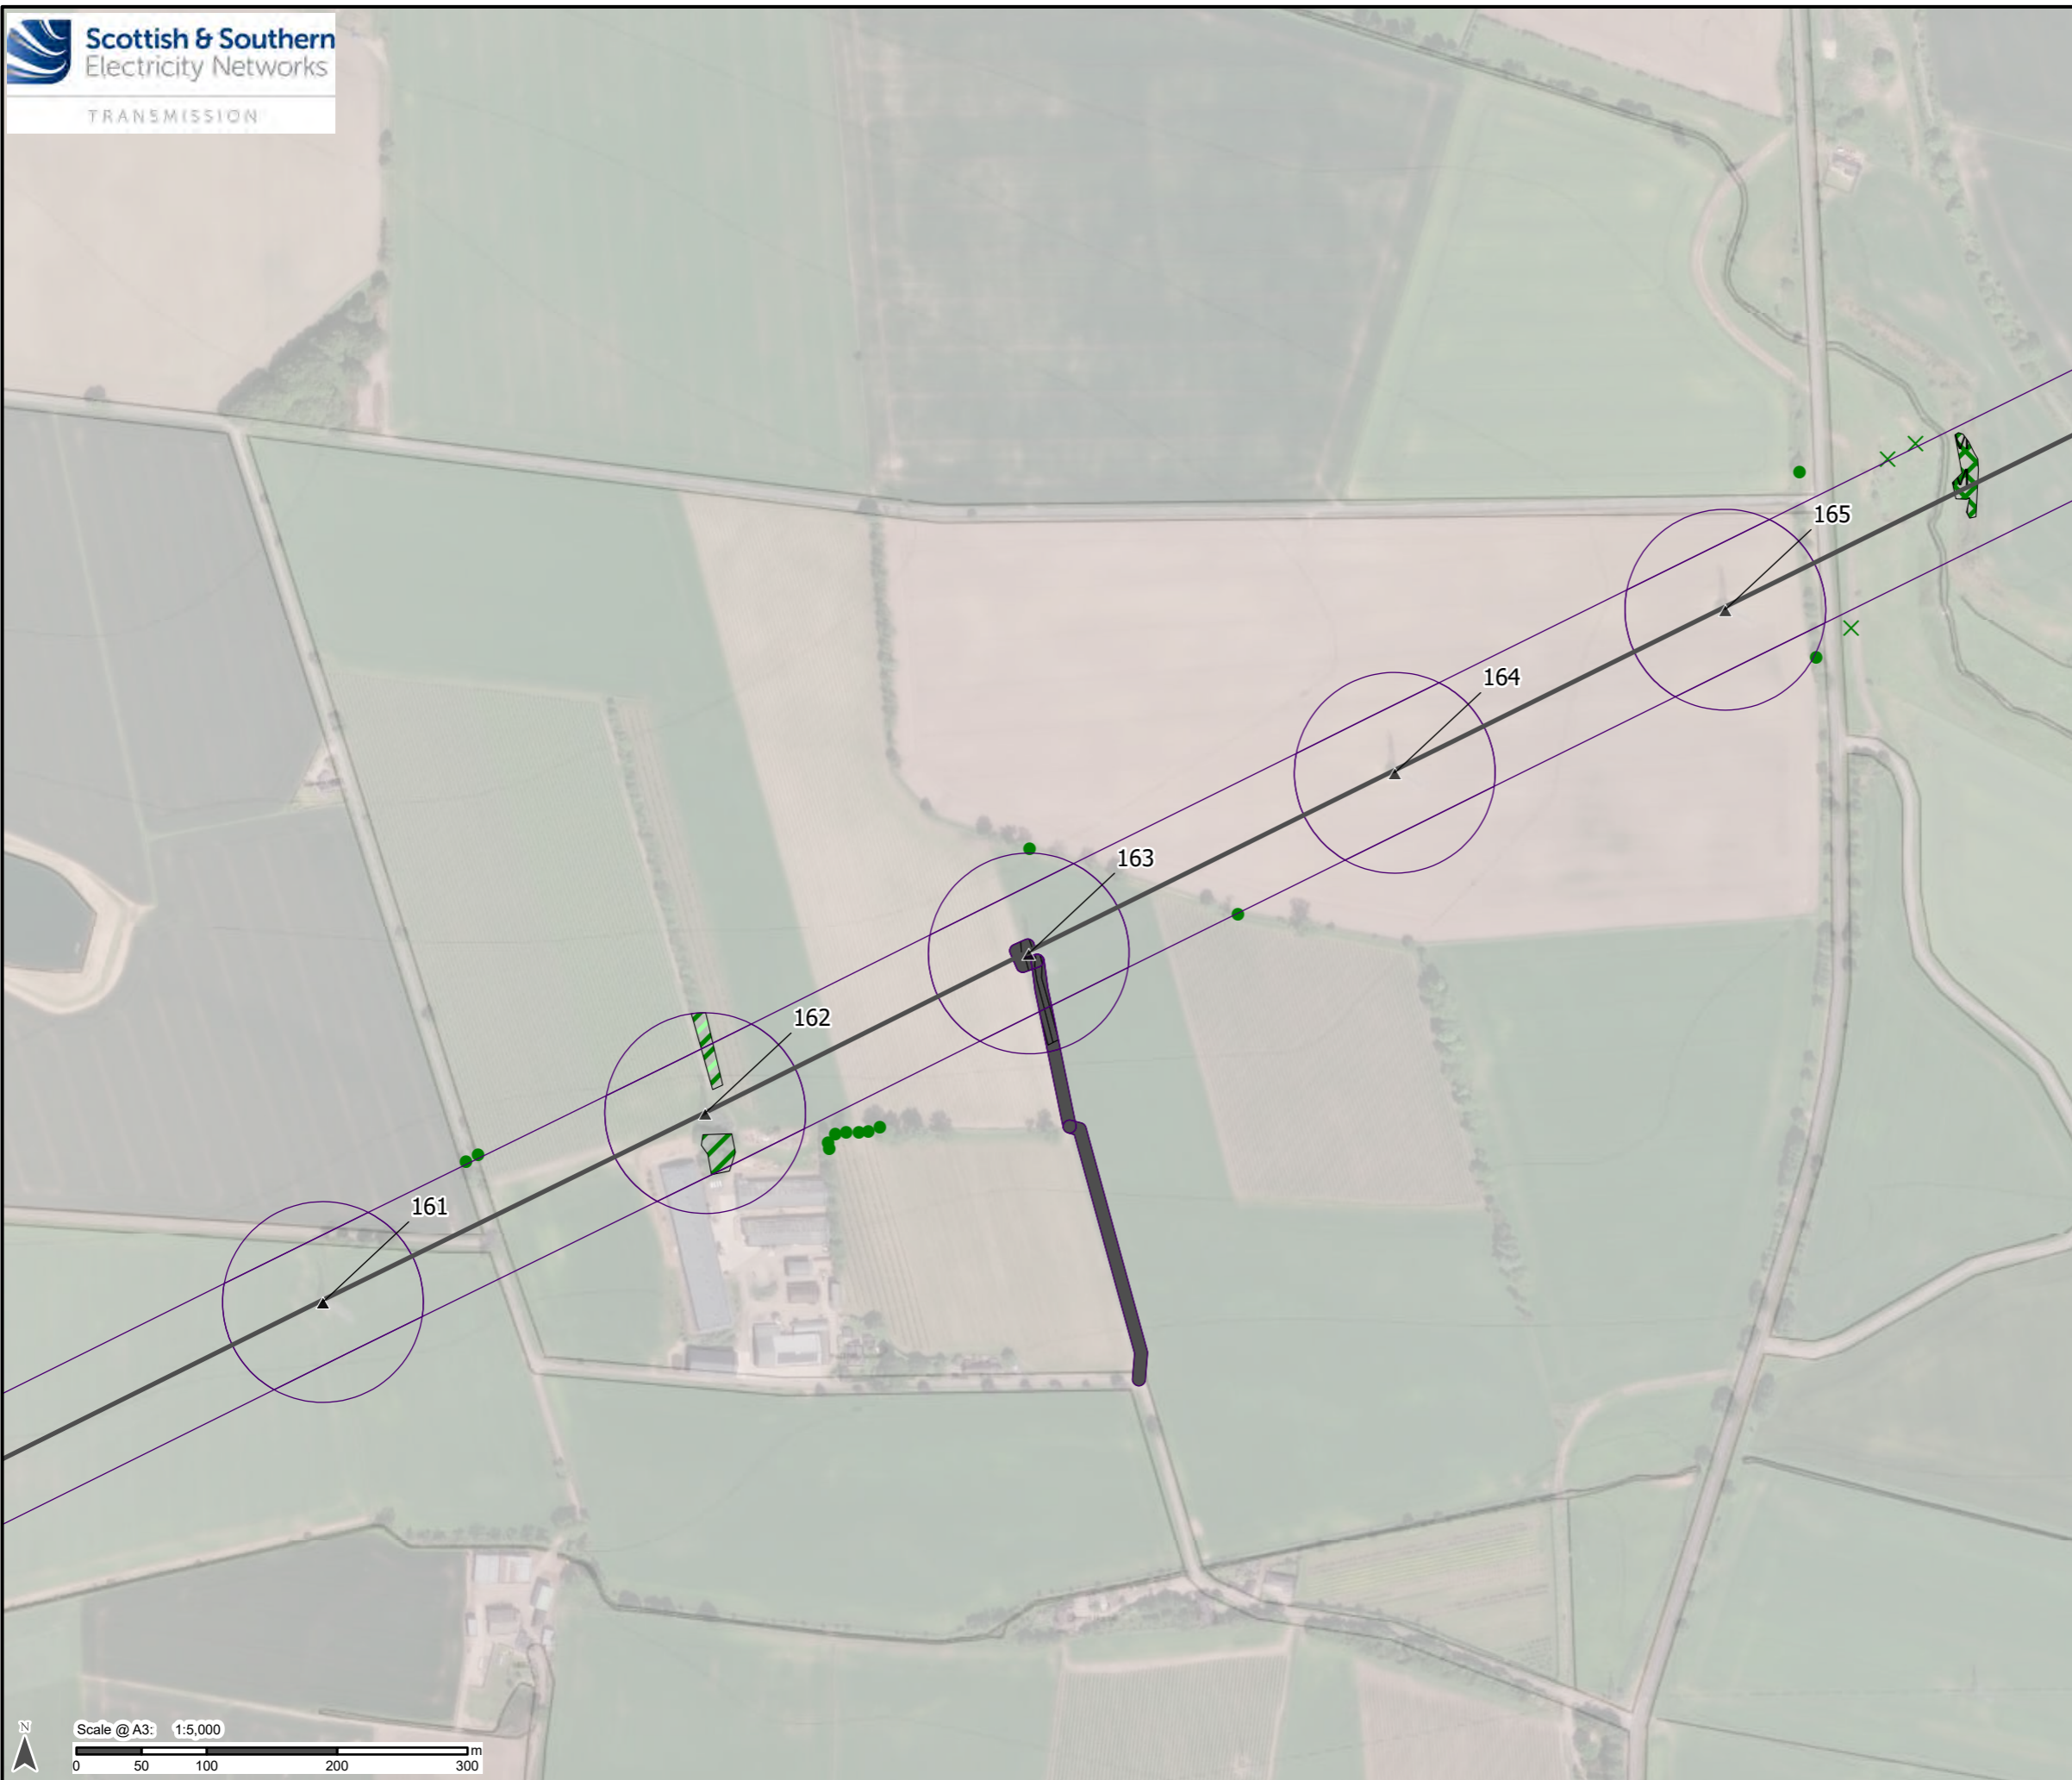 Scottish & Southern
Electricity Networks
TRANSMISSION
165
164
163
162
161
N
Scale @ A3: 1:5,000
m
0 50 100 200 300